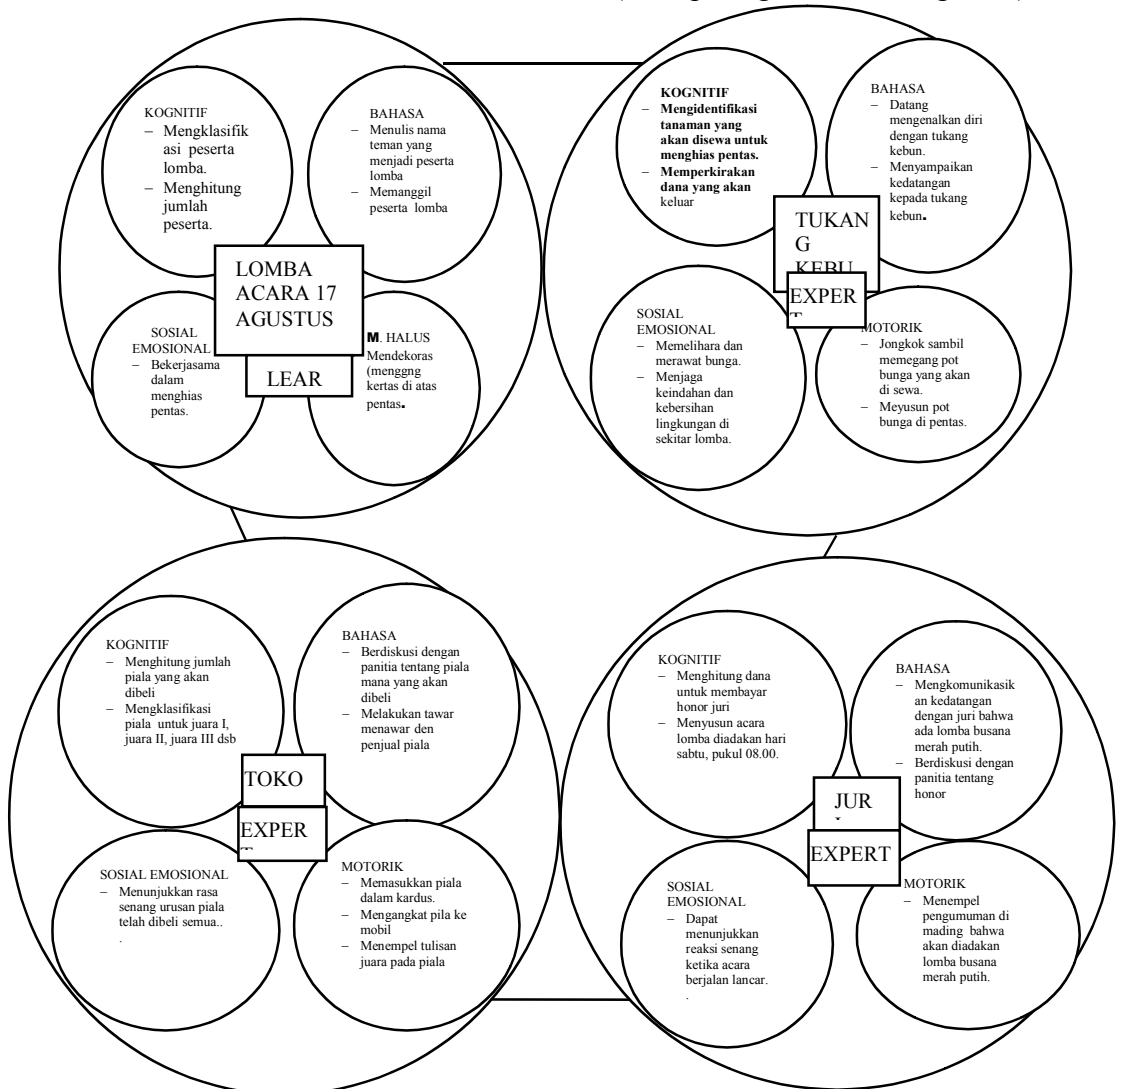 KOGNITIF
– Mengklasifik
asi peserta
lomba.
– Menghitung
jumlah
peserta.
BAHASA
– Menulis nama
teman yang
menjadi peserta
lomba
– Memanggil
peserta lomba
LOMBA
ACARA 17
AGUSTUS
LEAR
SOSIAL
EMOSIONAL
– Bekerjasama
dalam
menghias
pentas.
M. HALUS
Mendekoras
(menggng
kertas di atas
pentas.
KOGNITIF
– Mengidentifikasi
tanaman yang
akan disewa untuk
menghias pentas.
– Memperkirakan
dana yang akan
keluar
BAHASA
– Datang
mengenalkan diri
dengan tukang
kebun.
– Menyampaikan
kedatangan
kepada tukang
kebun.
TUKAN
G
KEBU
EXPER
SOSIAL
EMOSIONAL
– Memelihara dan
merawat bunga.
– Menjaga
keindahan dan
kebersihan
lingkungan di
sekitar lomba.
MOTORIK
– Jongkok sambil
memegang pot
bunga yang akan
di sewa.
– Meyusun pot
bunga di pentas.
KOGNITIF
– Menghitung jumlah
piala yang akan
dibeli
– Mengklasifikasi
piala untuk juara I,
juara II, juara III dsb
BAHASA
– Berdiskusi dengan
panitia tentang piala
mana yang akan
dibeli
– Melakukan tawar
menawar den
penjual piala
TOKO
EXPER
SOSIAL EMOSIONAL
– Menunjukkan rasa
senang urusan piala
telah dibeli semua..
.
MOTORIK
– Memasukkan piala
dalam kardus.
– Mengangkat pila ke
mobil
– Menempel tulisan
juara pada piala
KOGNITIF
– Menghitung dana
untuk membayar
honor juri
– Menyusun acara
lomba diadakan hari
sabtu, pukul 08.00.
BAHASA
– Mengkomunikasik
an kedatangan
dengan juri bahwa
ada lomba busana
merah putih.
– Berdiskusi dengan
panitia tentang
honor
JUR
EXPERT
SOSIAL
EMOSIONAL
– Dapat
menunjukkan
reaksi senang
ketika acara
berjalan lancar.
.
MOTORIK
– Menempel
pengumuman di
mading bahwa
akan diadakan
lomba busana
merah putih.